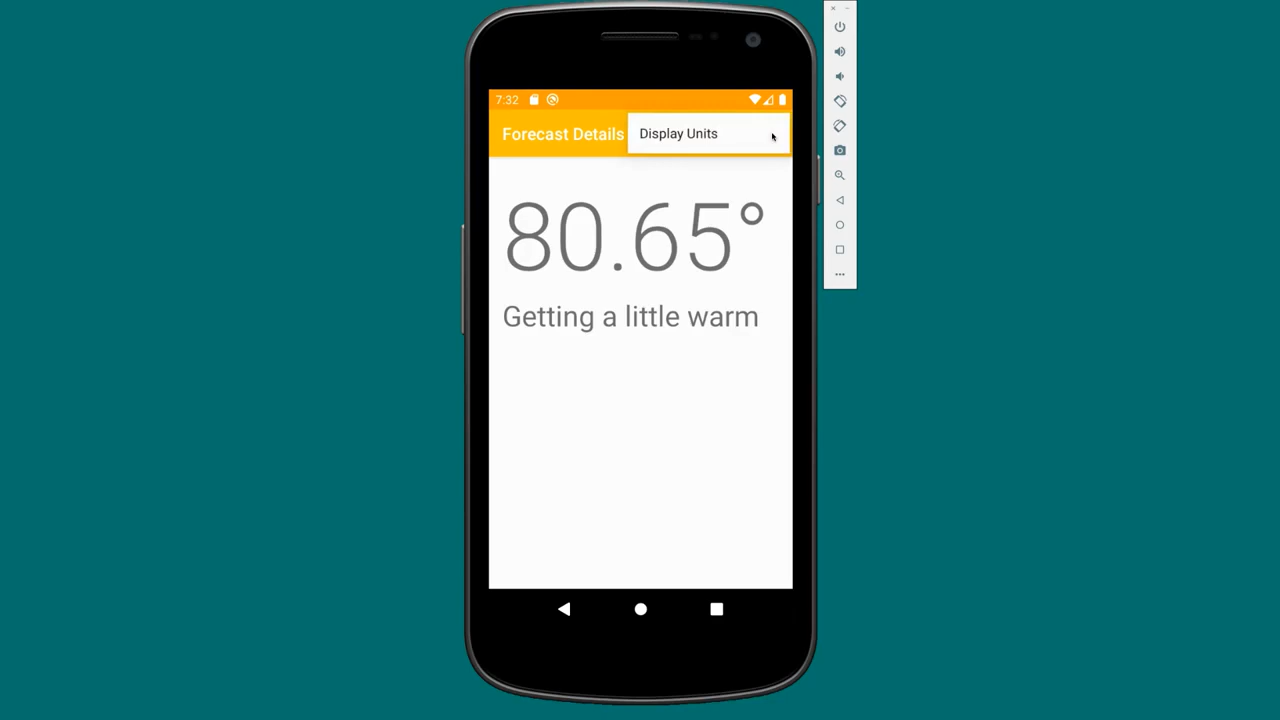 7:32
Forecast Details
Display Units
80.65°
Getting a little warm